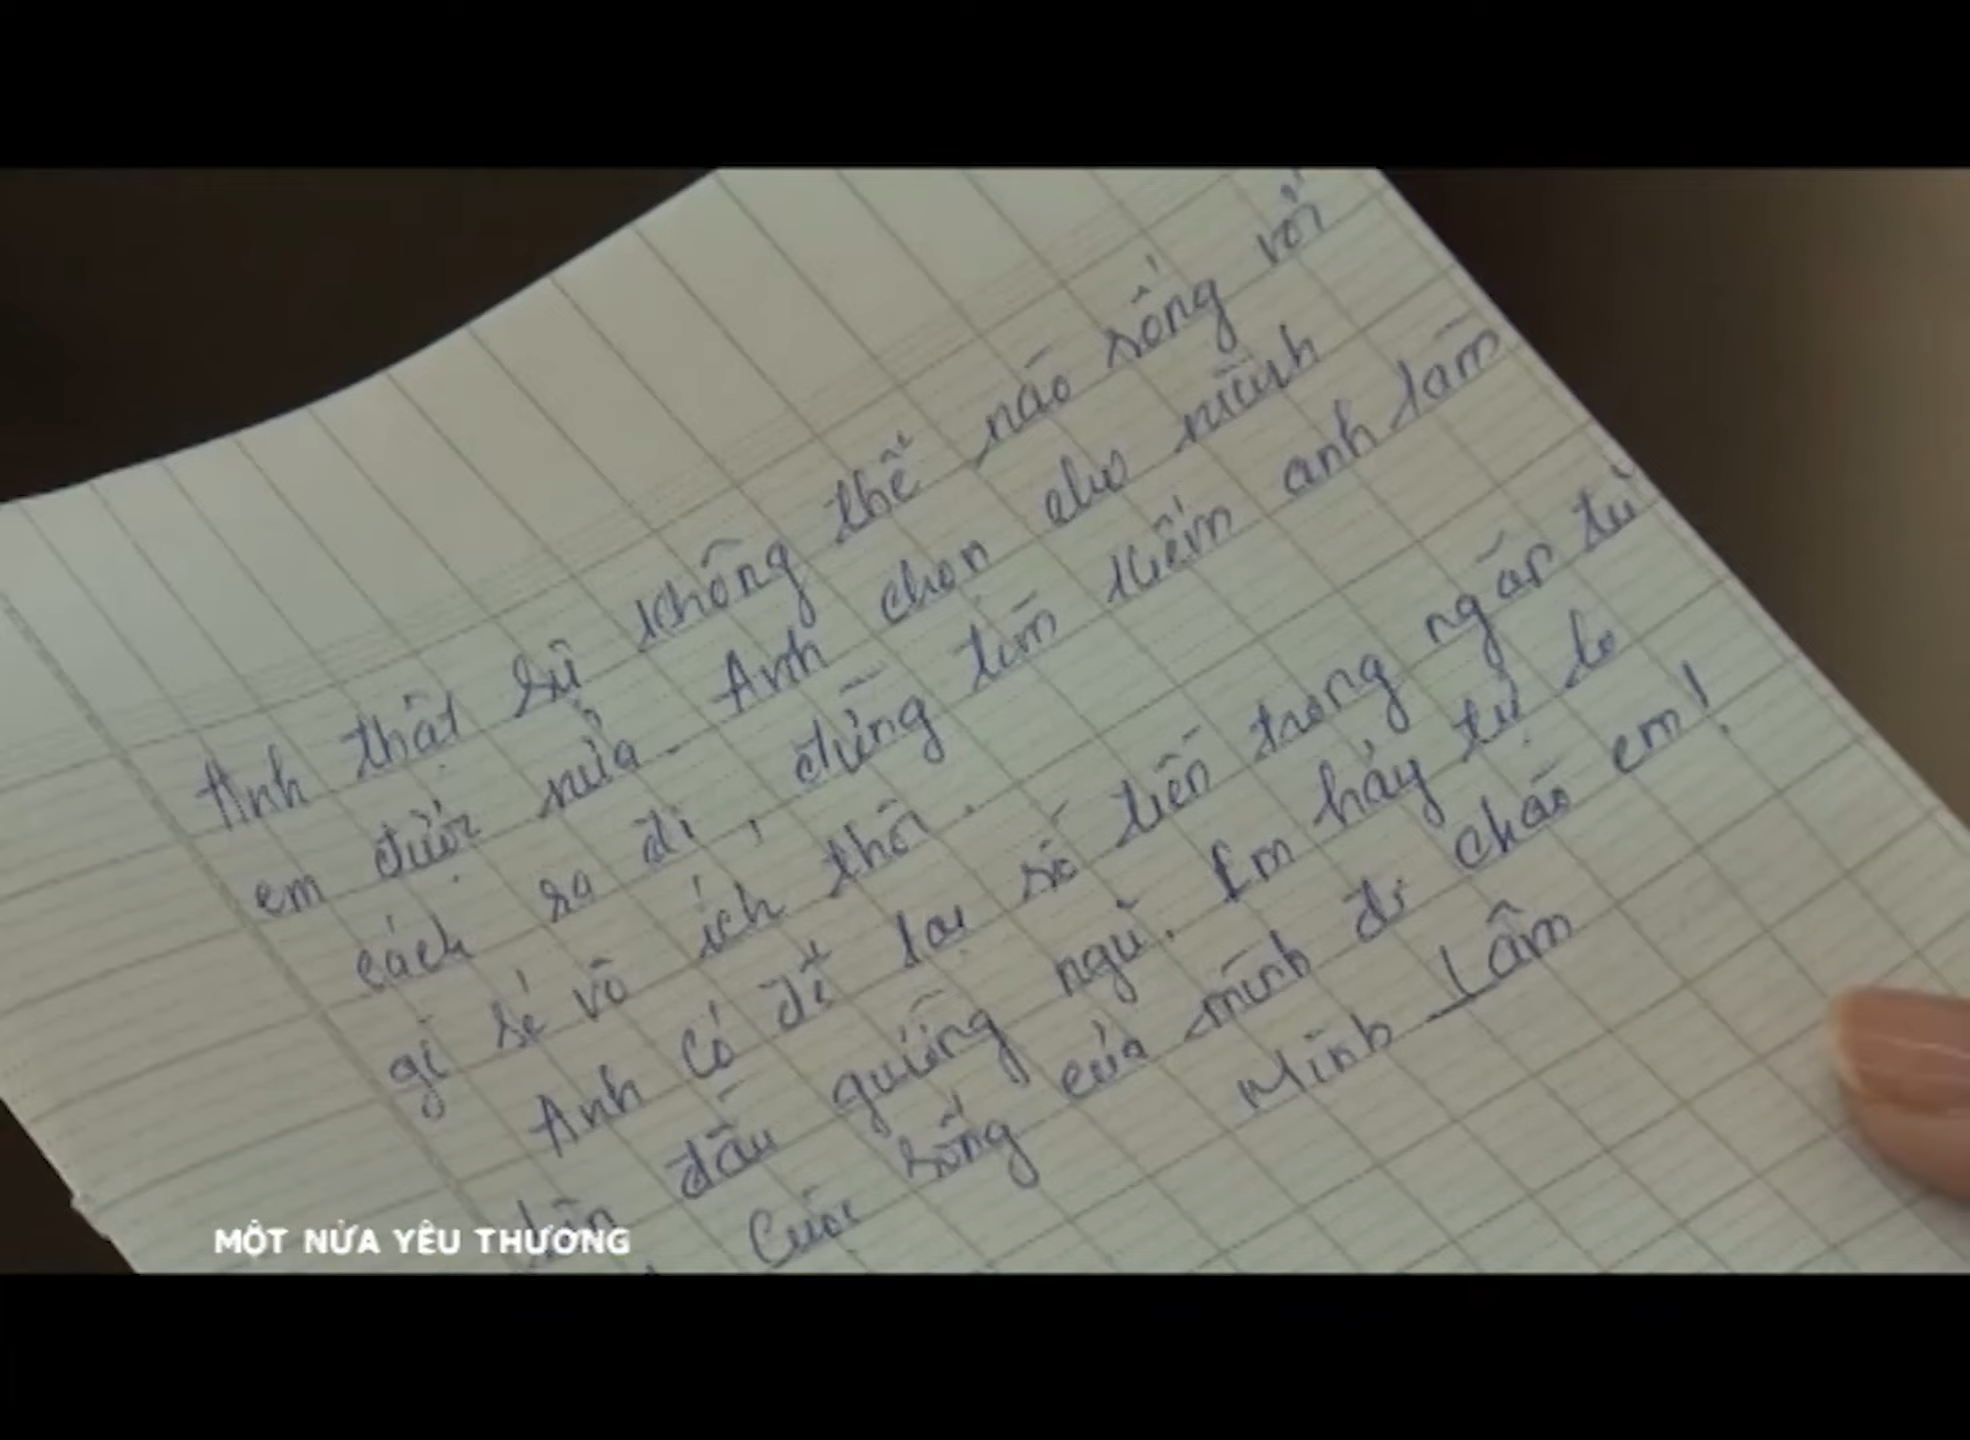 Anh thật sự không thể nào sống với
em được nữa. Anh chọn cho mình
cách ra đi, đừng tìm kiếm anh làm
gì sẽ vô ích thôi.
Anh có để lại số tiền trong ngăn tủ
đầu giường ngủ. Em hãy tự lo
cuộc sống của mình đi chào em!
Minh Lâm
MỘT NỬA YÊU THƯƠNG